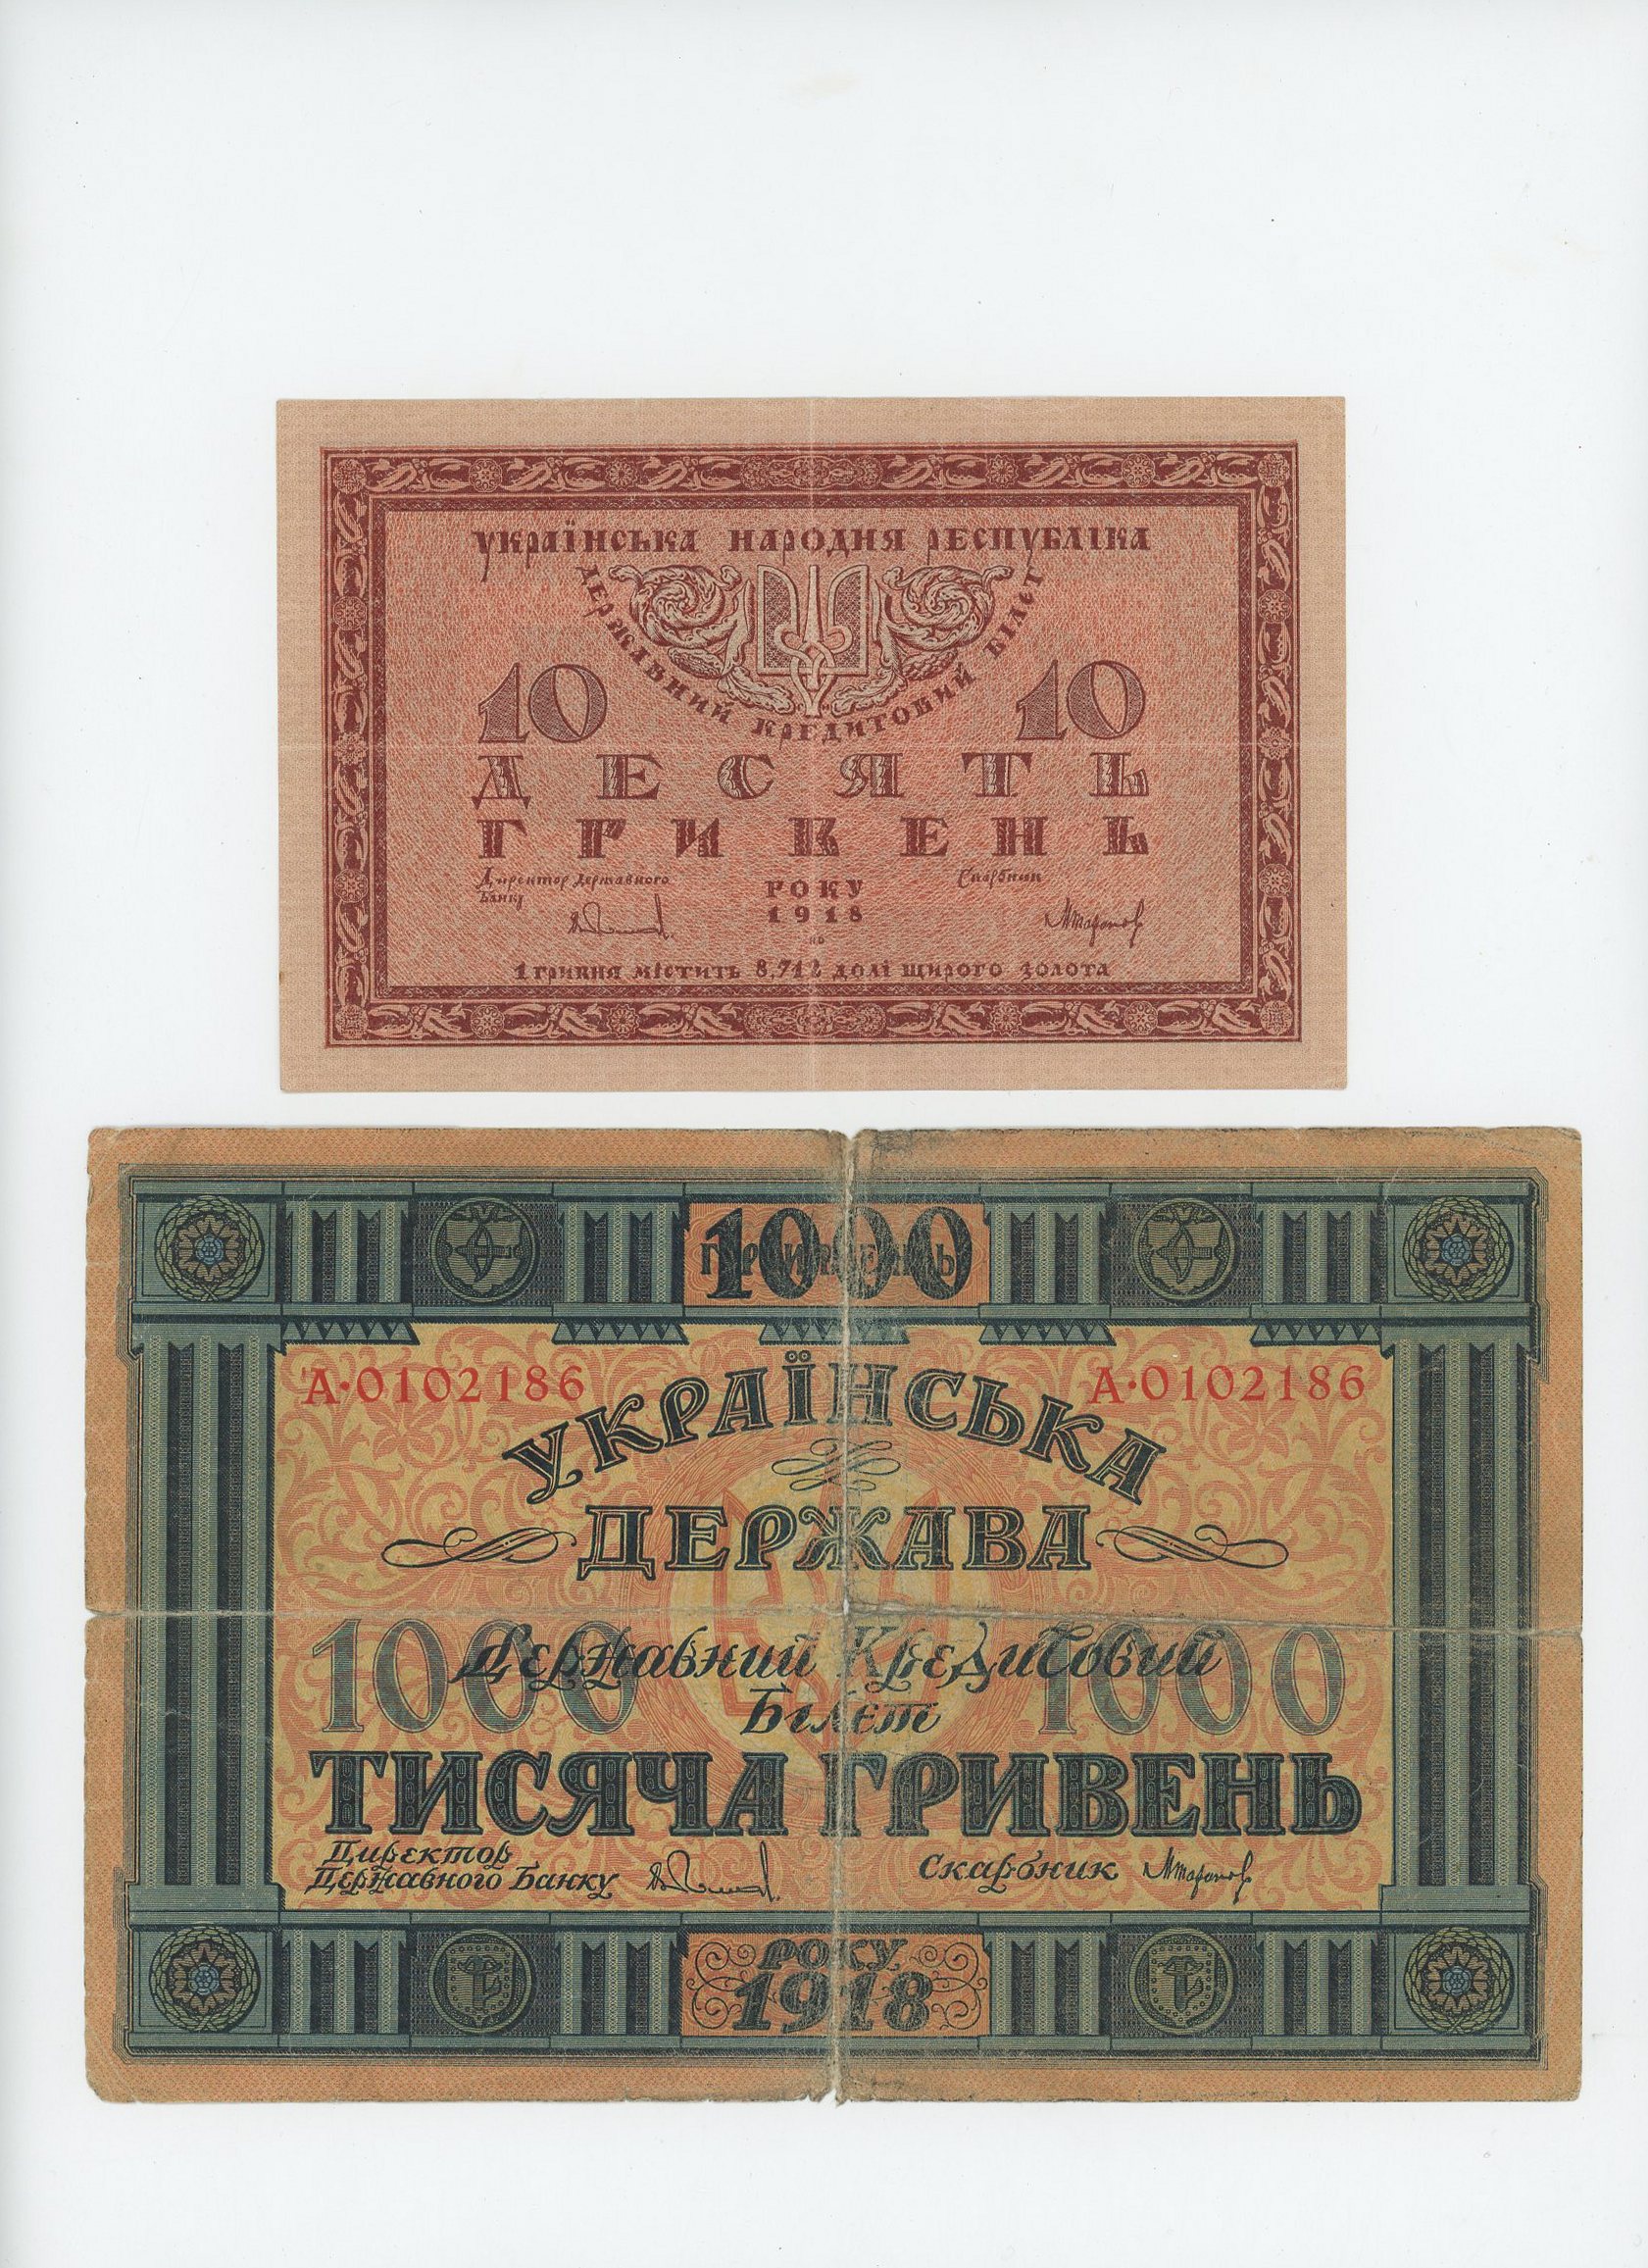 УКРАЇНСЬКА НАРОДНЯ РЕСПУБЛІКА
ДЕРЖАВНИЙ КРЕДИТОВИЙ БІЛЄТ
10 10
ДЕСЯТЬ
ГРИВЕНЬ
Директор державного Скарбник
Банку
РОКУ
1918
1 гривня містить 8,712 долі щирого золота
1000
ГРИВЕНЬ
А·0102186 А·0102186
УКРАЇНСЬКА
ДЕРЖАВА
1000 1000
Державний Кредитовий
Білет
ТИСЯЧА ГРИВЕНЬ
Директор
Державного Банку Скарбник
РОКУ
1918